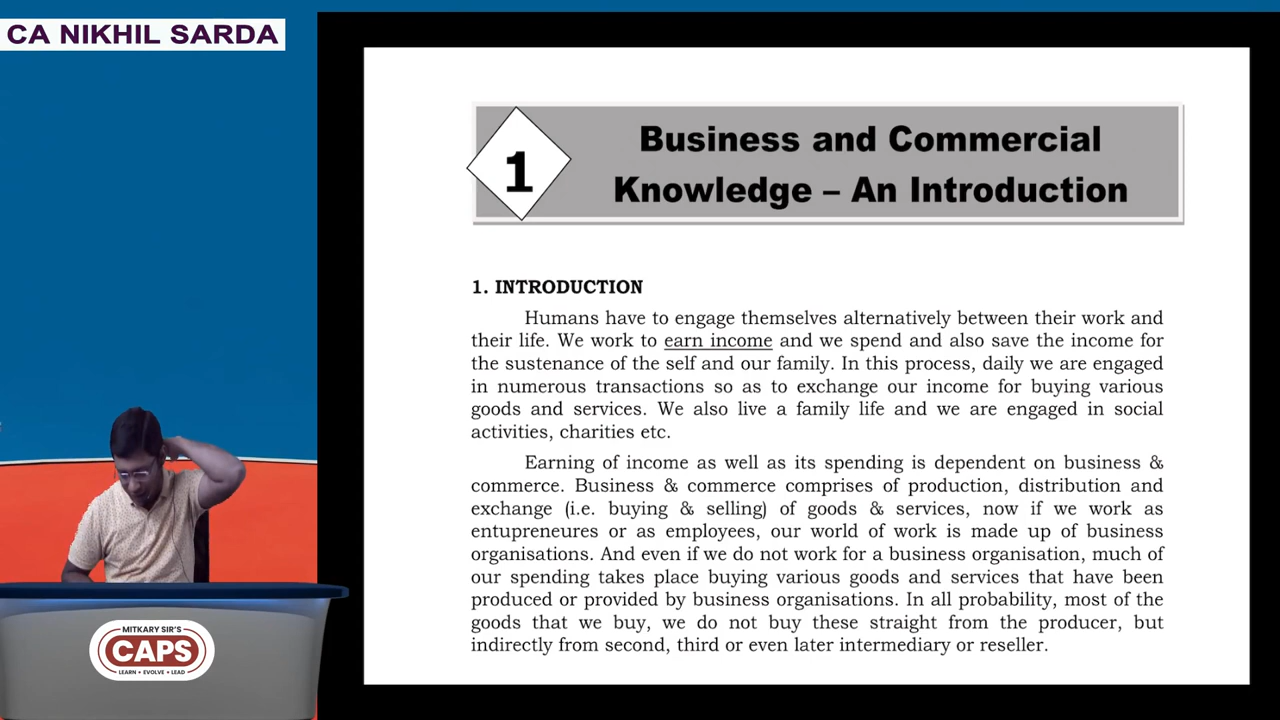 CA NIKHIL SARDA
1
Business and Commercial
Knowledge – An Introduction
1. INTRODUCTION
Humans have to engage themselves alternatively between their work and
their life. We work to earn income and we spend and also save the income for
the sustenance of the self and our family. In this process, daily we are engaged
in numerous transactions so as to exchange our income for buying various
goods and services. We also live a family life and we are engaged in social
activities, charities etc.
Earning of income as well as its spending is dependent on business &
commerce. Business & commerce comprises of production, distribution and
exchange (i.e. buying & selling) of goods & services, now if we work as
entupreneures or as employees, our world of work is made up of business
organisations. And even if we do not work for a business organisation, much of
our spending takes place buying various goods and services that have been
produced or provided by business organisations. In all probability, most of the
goods that we buy, we do not buy these straight from the producer, but
indirectly from second, third or even later intermediary or reseller.
MITKARY SIR'S
CAPS
LEARN • EVOLVE • LEAD